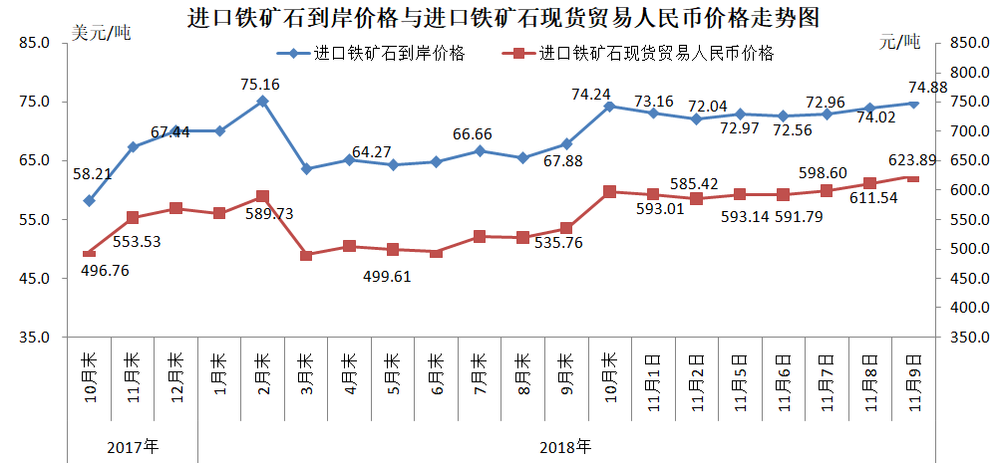 进口铁矿石到岸价格与进口铁矿石现货贸易人民币价格走势图
美元/吨
元/吨
进口铁矿石到岸价格
进口铁矿石现货贸易人民币价格
85.0
75.0
65.0
55.0
45.0
35.0
850.0
800.0
750.0
700.0
650.0
600.0
550.0
500.0
450.0
400.0
350.0
58.21
67.44
75.16
64.27
66.66
67.88
74.24
73.16
72.04
72.97
72.56
72.96
74.02
74.88
496.76
553.53
589.73
499.61
535.76
593.01
585.42
593.14
591.79
598.60
611.54
623.89
10月末
11月末
12月末
1月末
2月末
3月末
4月末
5月末
6月末
7月末
8月末
9月末
10月末
11月1日
11月2日
11月5日
11月6日
11月7日
11月8日
11月9日
2017年
2018年